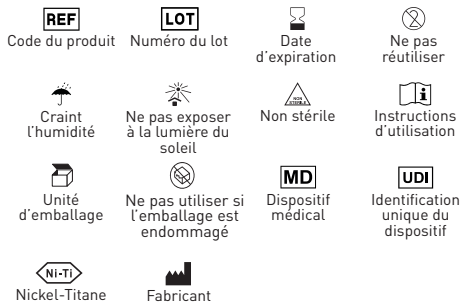 REF
Code du produit
LOT
Numéro du lot
Date
d'expiration
2
Ne pas
réutiliser
Craint
l'humidité
Ne pas exposer
à la lumière du
soleil
NON
STERILE
Non stérile
i
Instructions
d'utilisation
Unité
d'emballage
Ne pas utiliser si
l'emballage est
endommagé
MD
Dispositif
médical
UDI
Identification
unique du
dispositif
Ni-Ti
Nickel-Titane
Fabricant